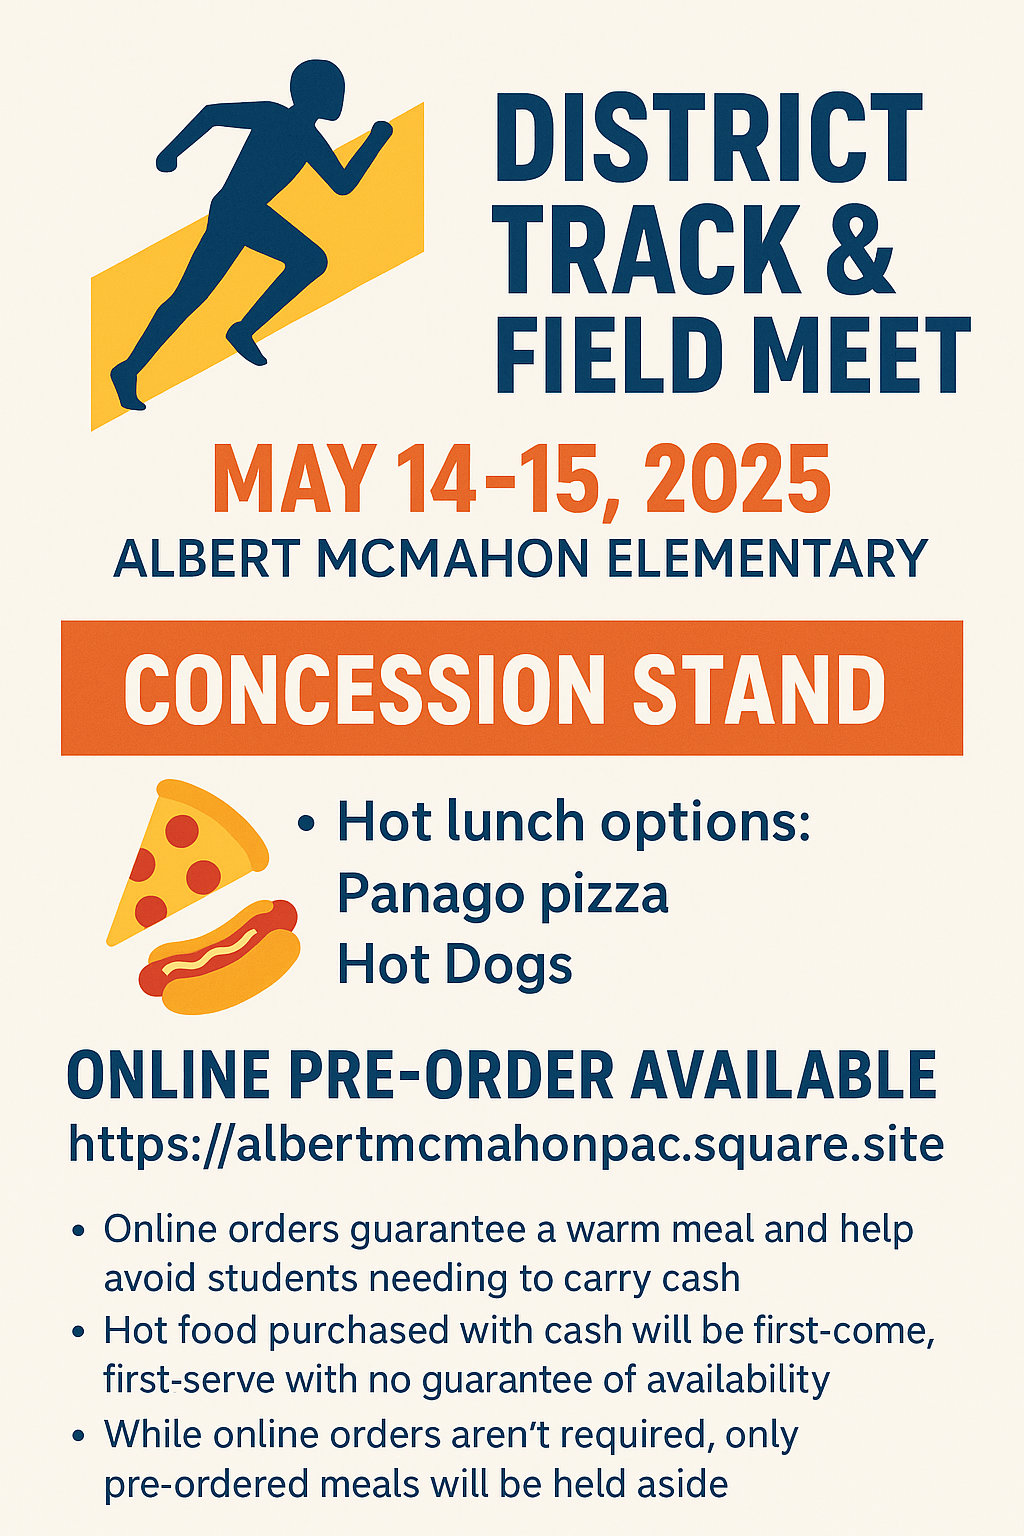 DISTRICT
TRACK &
FIELD MEET
MAY 14-15, 2025
ALBERT MCMAHON ELEMENTARY
CONCESSION STAND
• Hot lunch options:
Panago pizza
Hot Dogs
ONLINE PRE-ORDER AVAILABLE
https://albertmcmahonpac.square.site
• Online orders guarantee a warm meal and help
avoid students needing to carry cash
• Hot food purchased with cash will be first-come,
first-serve with no guarantee of availability
• While online orders aren’t required, only
pre-ordered meals will be held aside